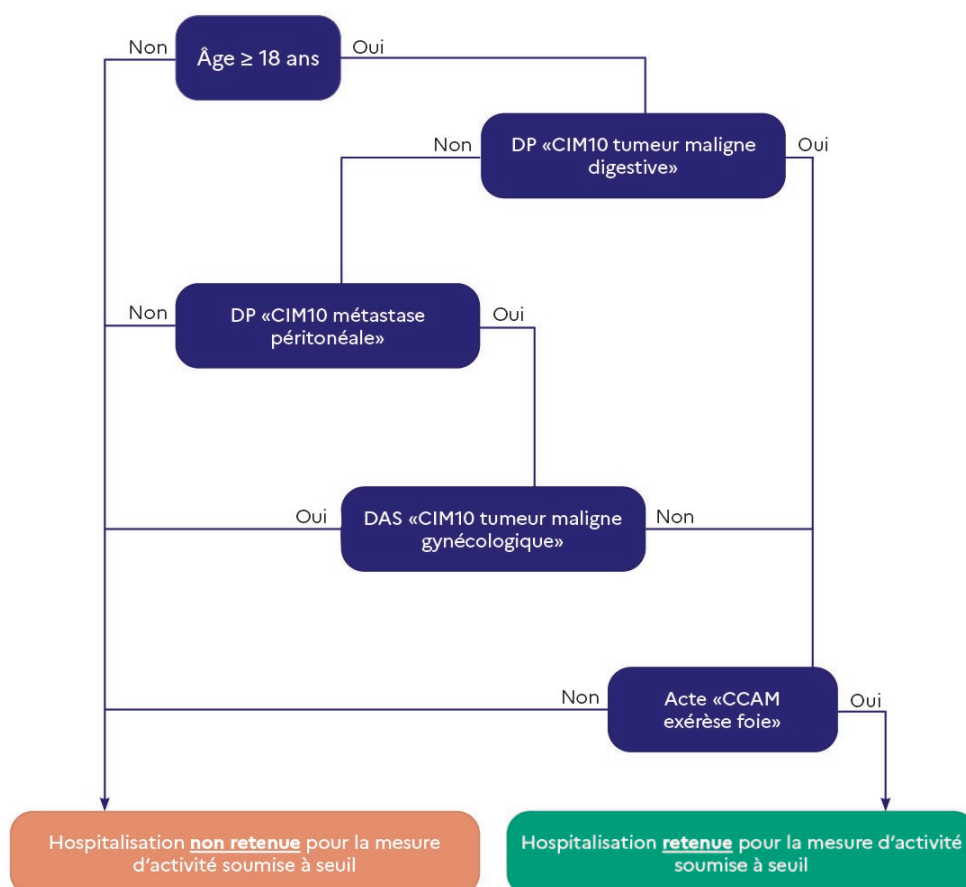 Non
Âge ≥ 18 ans
Oui
Non
DP «CIM10 tumeur maligne
digestive»
Oui
Non
DP «CIM10 métastase
péritonéale»
Oui
Oui
DAS «CIM10 tumeur maligne
gynécologique»
Non
Non
Acte «CCAM
exérèse foie»
Oui
Hospitalisation non retenue pour la mesure
d'activité soumise à seuil
Hospitalisation retenue pour la mesure d'activité
soumise à seuil